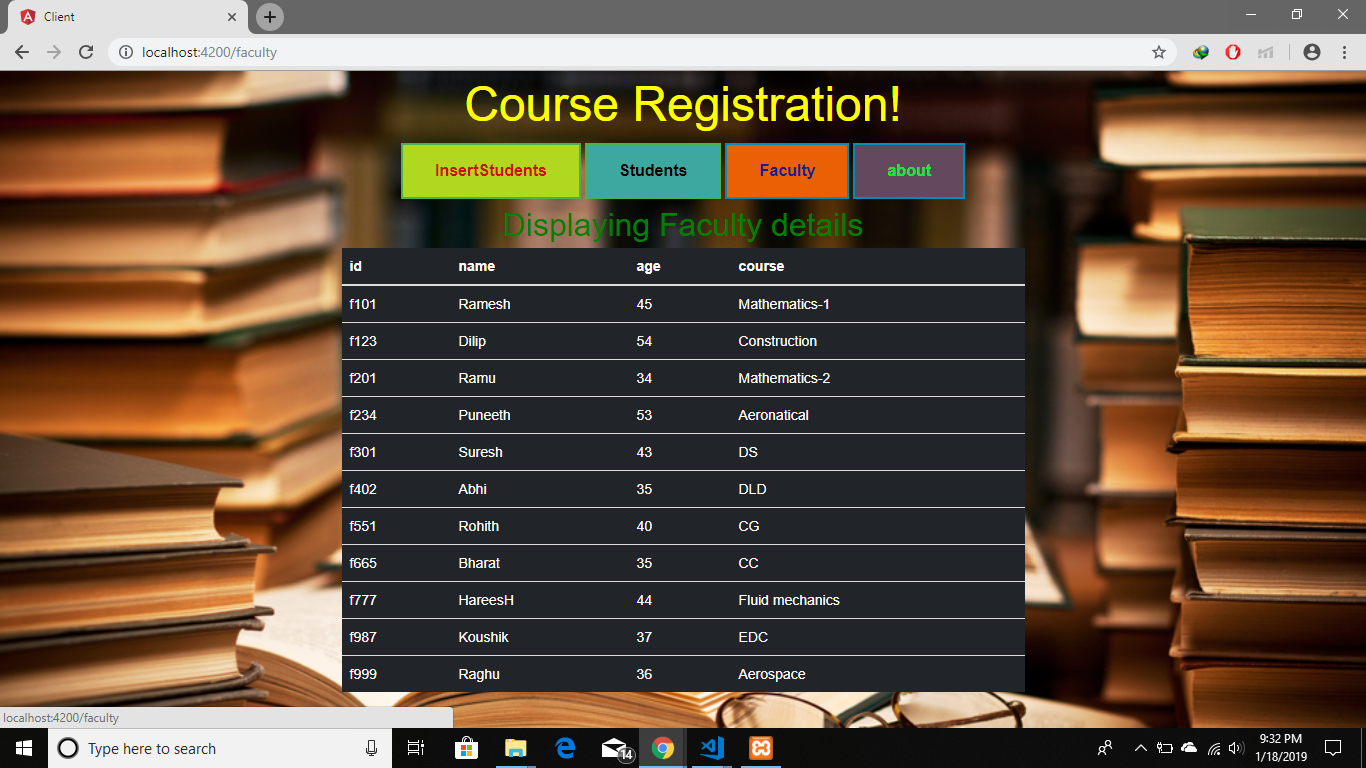 Client
localhost:4200/faculty
Course Registration!
InsertStudents Students Faculty about
Displaying Faculty details
id name age course
f101 Ramesh 45 Mathematics-1
f123 Dilip 54 Construction
f201 Ramu 34 Mathematics-2
f234 Puneeth 53 Aeronatical
f301 Suresh 43 DS
f402 Abhi 35 DLD
f551 Rohith 40 CG
f665 Bharat 35 CC
f777 HareesH 44 Fluid mechanics
f987 Koushik 37 EDC
f999 Raghu 36 Aerospace
localhost:4200/faculty
Type here to search
14
9:32 PM
1/18/2019